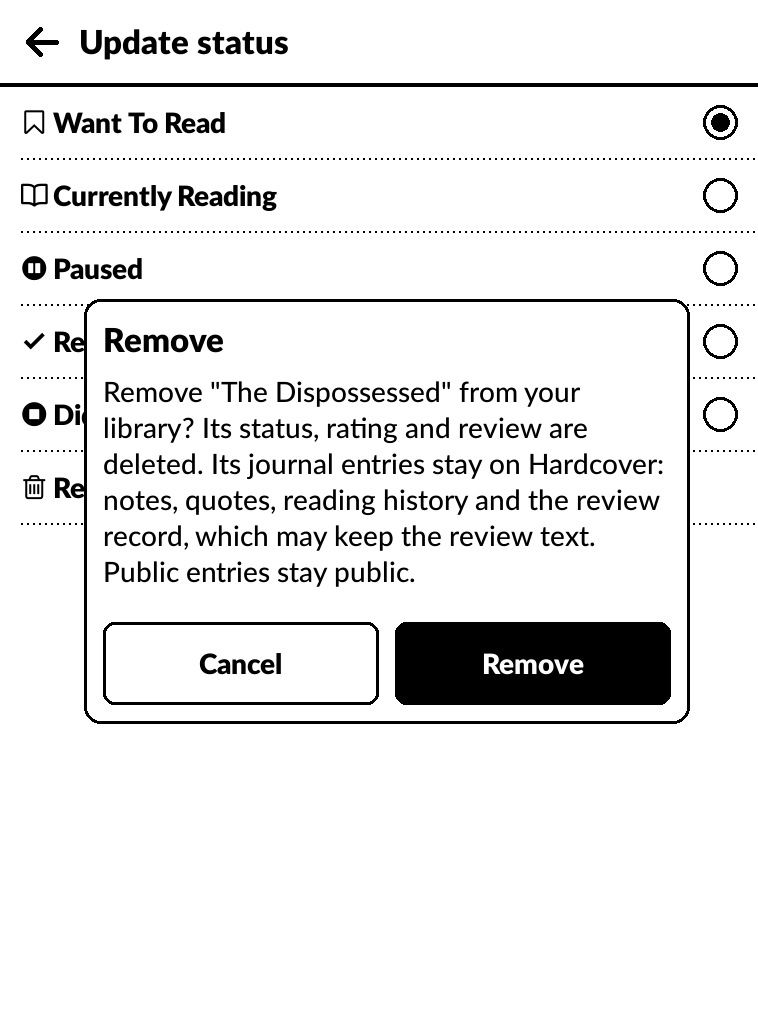 Update status
Want To Read
Currently Reading
Paused
Remove
Remove "The Dispossessed" from your
library? Its status, rating and review are
deleted. Its journal entries stay on Hardcover:
notes, quotes, reading history and the review
record, which may keep the review text.
Public entries stay public.
Cancel
Remove